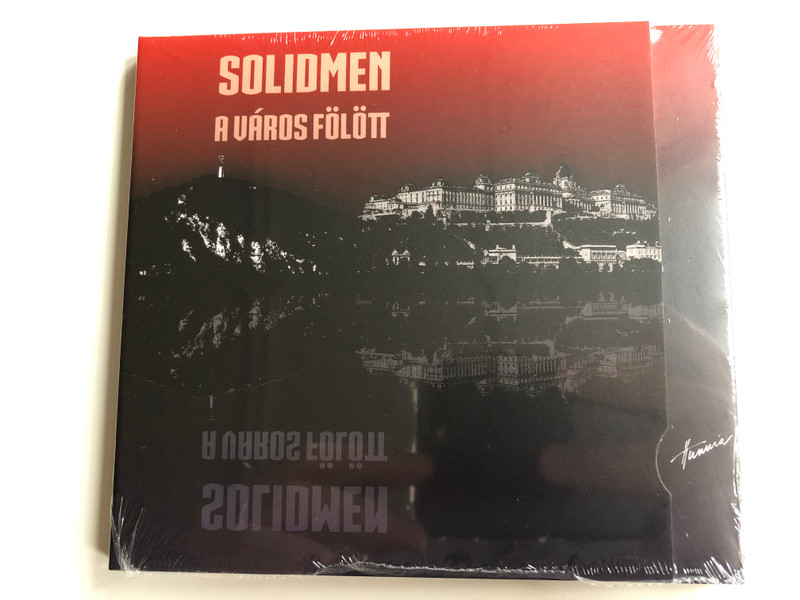 SOLIDMEN
A VÁROS FÖLÖTT
Hunnia
A VÁROS FÖLÖTT
SOLIDMEN